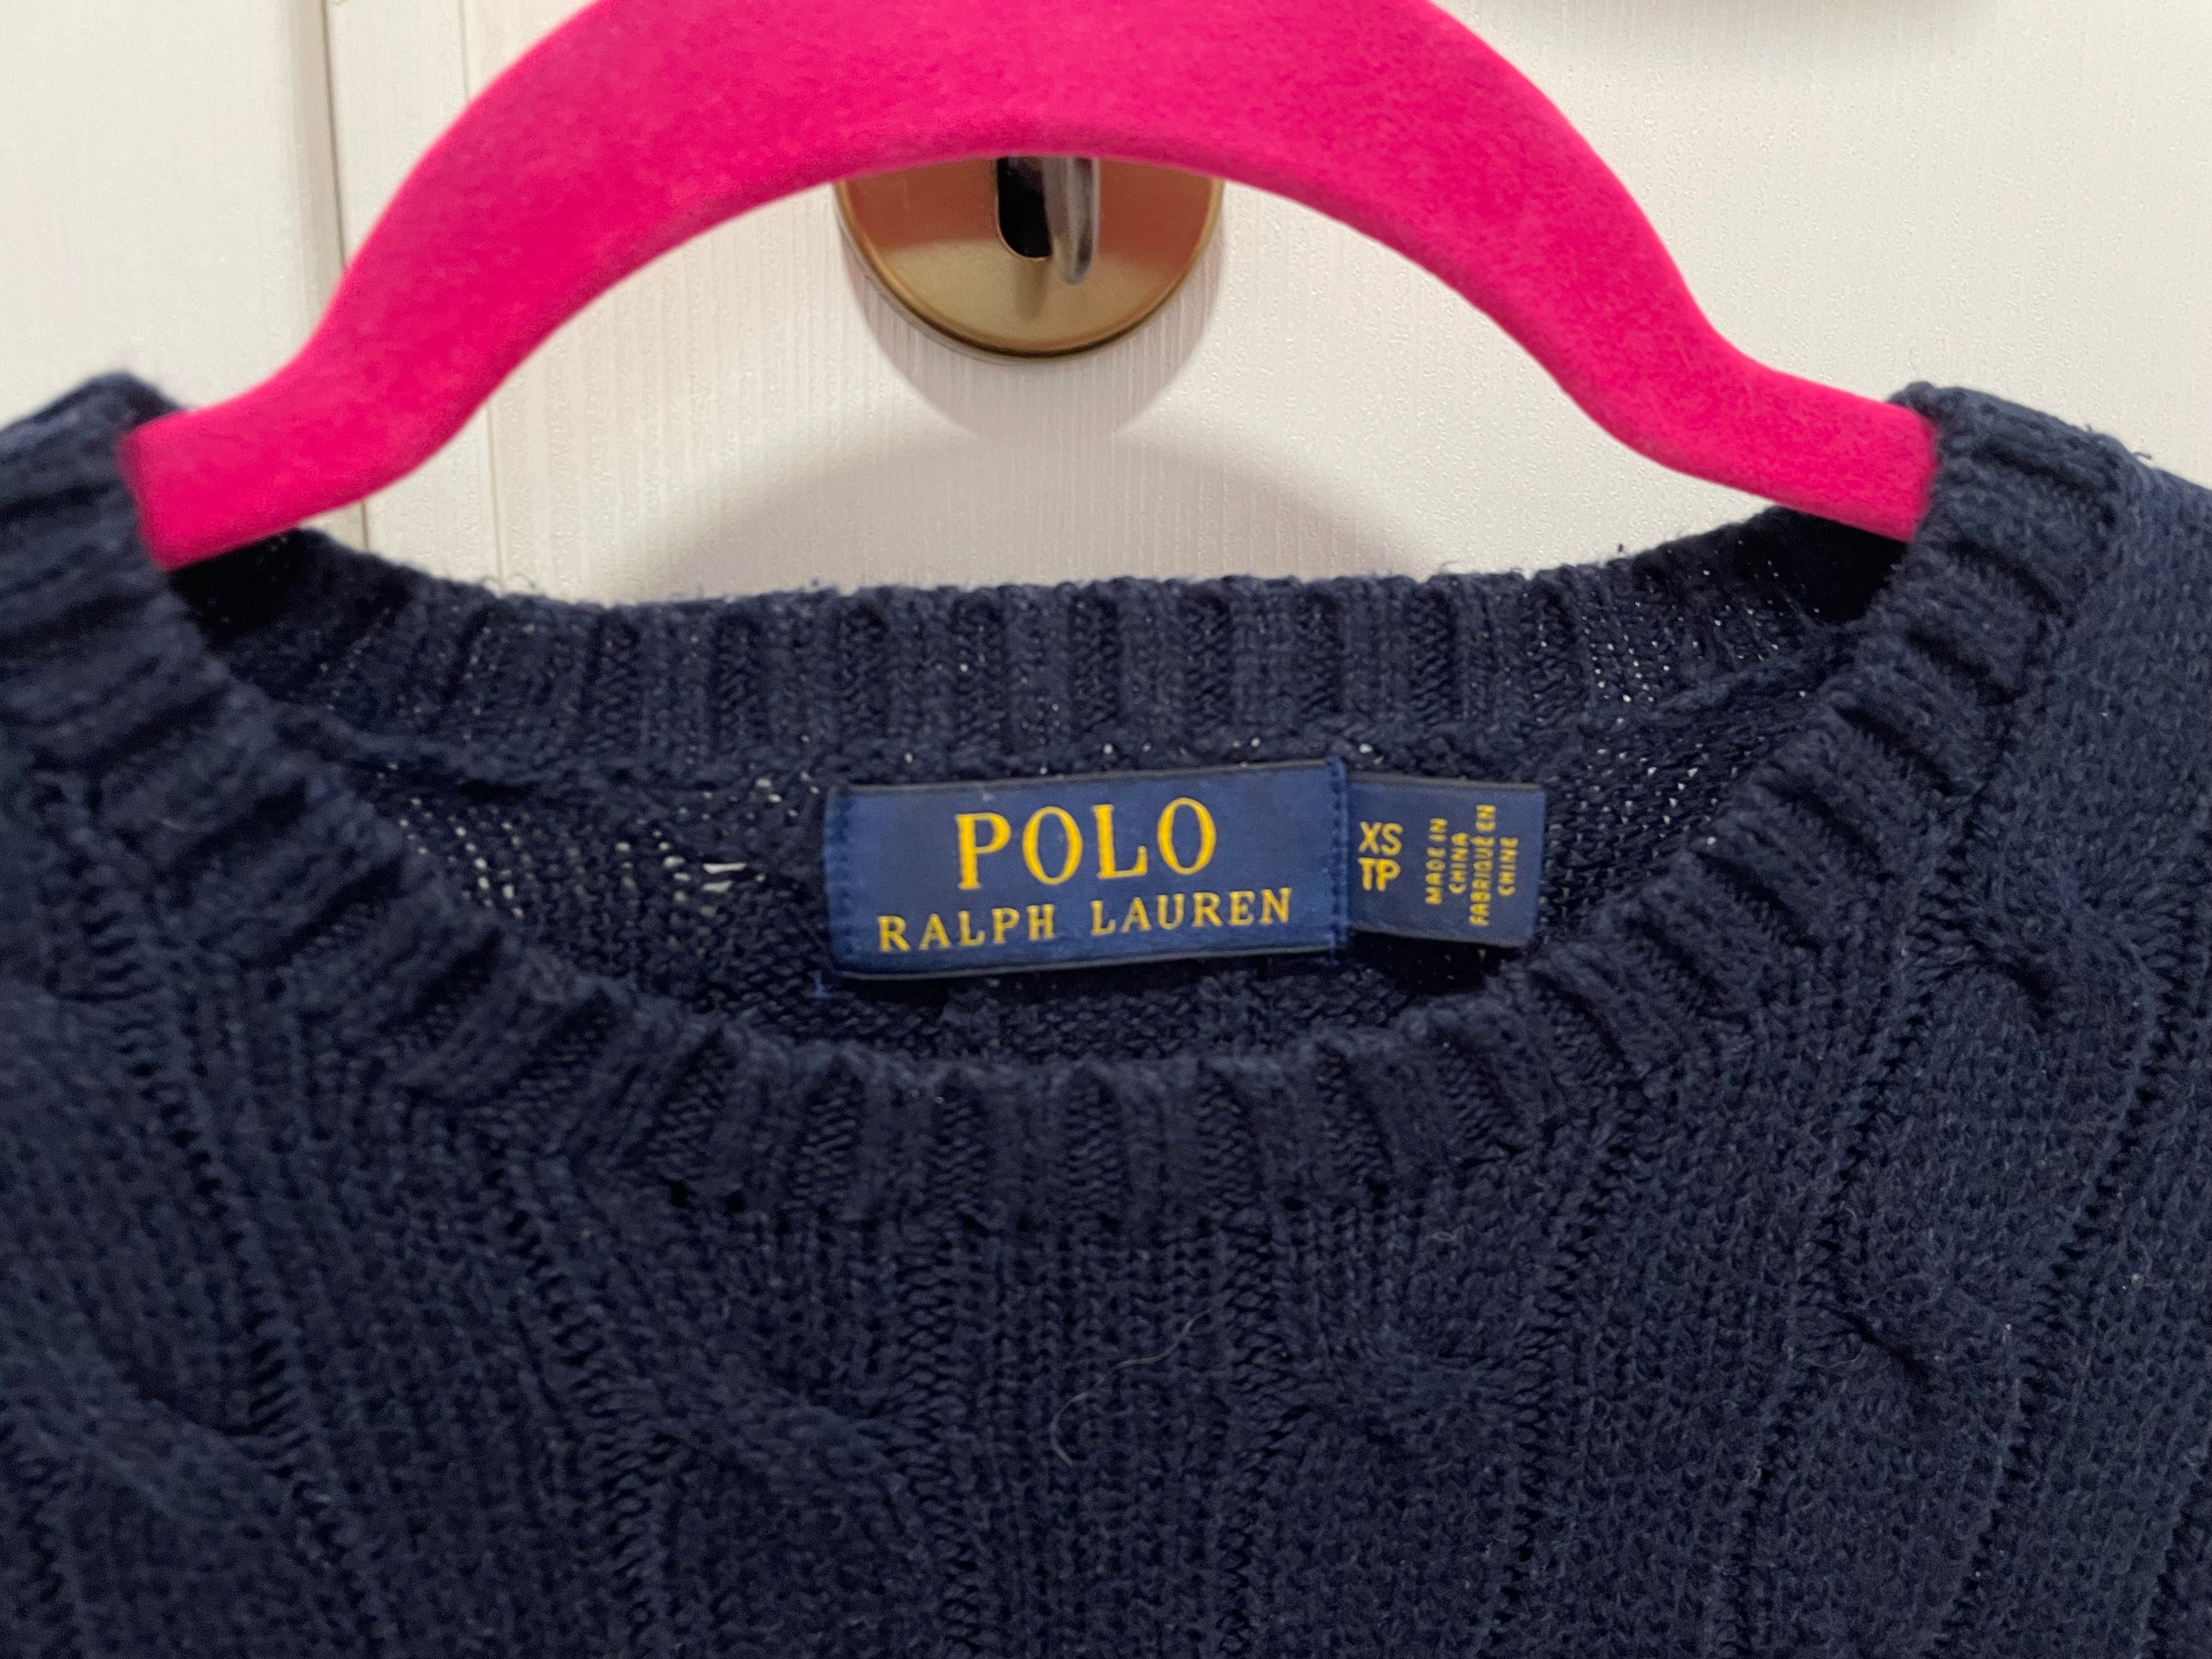 POLO
RALPH LAUREN
XS
TP
MADE IN
CHINA
FABRIQUÉ EN
CHINE